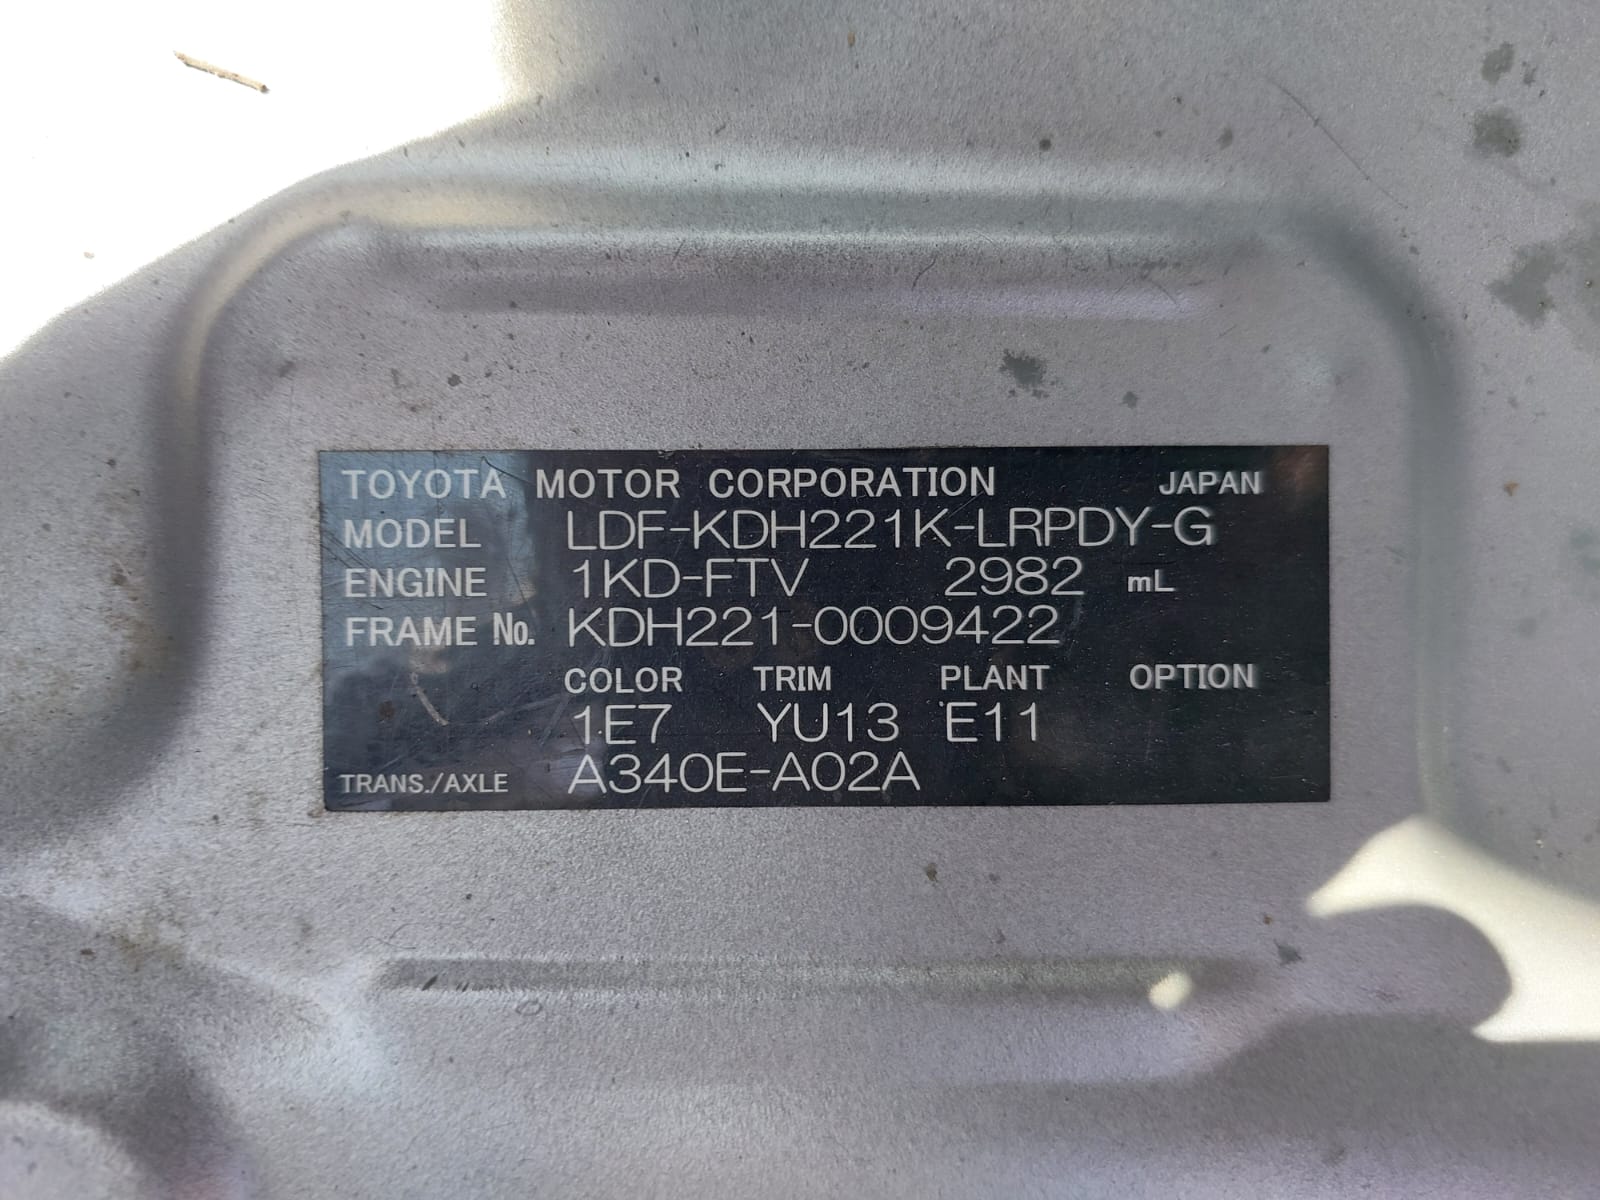 TOYOTA MOTOR CORPORATION JAPAN
MODEL LDF-KDH221K-LRPDY-G
ENGINE 1KD-FTV 2982 mL
FRAME No. KDH221-0009422
COLOR TRIM PLANT OPTION
1E7 YU13 E11
TRANS./AXLE A340E-A02A